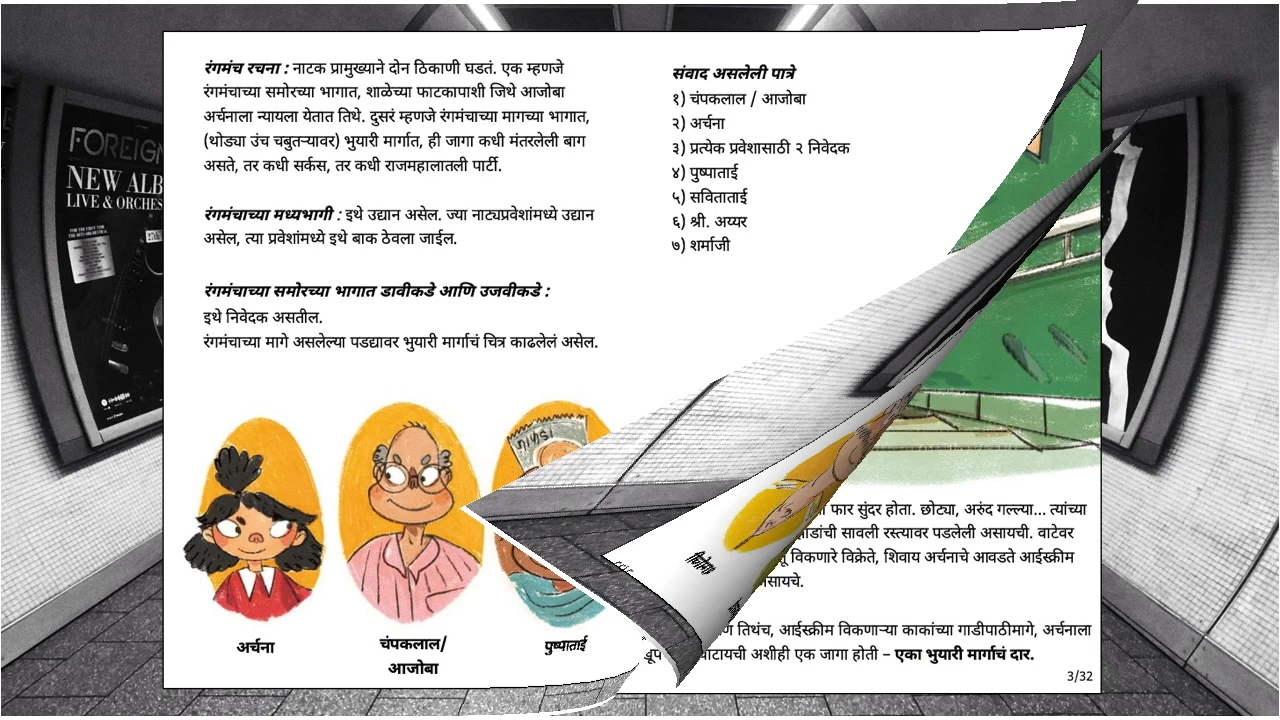 FOREIGN
NEW ALB
LIVE & ORCHES
27th
रंगमंच रचना : नाटक प्रामुख्याने दोन ठिकाणी घडतं. एक म्हणजे
रंगमंचाच्या समोरच्या भागात, शाळेच्या फाटकापाशी जिथे आजोबा
अर्चनाला न्यायला येतात तिथे. दुसरं म्हणजे रंगमंचाच्या मागच्या भागात,
(थोड्या उंच चबुतऱ्यावर) भुयारी मार्गात, ही जागा कधी मंतरलेली बाग
असते, तर कधी सर्कस, तर कधी राजमहालातली पार्टी.
रंगमंचाच्या मध्यभागी : इथे उद्यान असेल. ज्या नाट्यप्रवेशांमध्ये उद्यान
असेल, त्या प्रवेशांमध्ये इथे बाक ठेवला जाईल.
रंगमंचाच्या समोरच्या भागात डावीकडे आणि उजवीकडे :
इथे निवेदक असतील.
रंगमंचाच्या मागे असलेल्या पडद्यावर भुयारी मार्गाचं चित्र काढलेलं असेल.
अर्चना
चंपकलाल/
आजोबा
पुष्पाताई
संवाद असलेली पात्रे
१) चंपकलाल / आजोबा
२) अर्चना
३) प्रत्येक प्रवेशासाठी २ निवेदक
४) पुष्पाताई
५) सविताताई
६) श्री. अय्यर
७) शर्माजी
फार सुंदर होता. छोट्या, अरुंद गल्ल्या... त्यांच्या
झाडांची सावली रस्त्यावर पडलेली असायची. वाटेवर
विकणारे विक्रेते, शिवाय अर्चनाचे आवडते आईस्क्रीम
असायचे.
तिथंच, आईस्क्रीम विकणाऱ्या काकांच्या गाडीपाठीमागे, अर्चनाला
वाटायची अशीही एक जागा होती – एका भुयारी मार्गाचं दार.
3/32